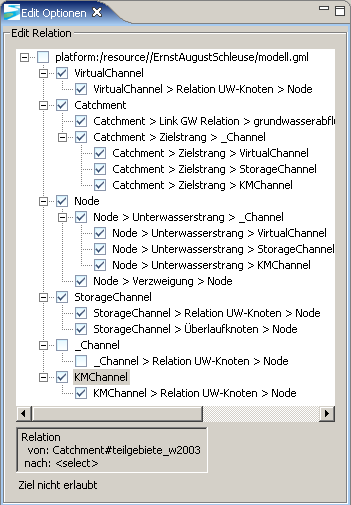 Edit Optionen
Edit Relation
platform:/resource//ErnstAugustSchleuse/modell.gml
VirtualChannel
VirtualChannel > Relation UW-Knoten > Node
Catchment
Catchment > Link GW Relation > grundwasserabflu
Catchment > Zielstrang > _Channel
Catchment > Zielstrang > VirtualChannel
Catchment > Zielstrang > StorageChannel
Catchment > Zielstrang > KMChannel
Node
Node > Unterwasserstrang > _Channel
Node > Unterwasserstrang > VirtualChannel
Node > Unterwasserstrang > StorageChannel
Node > Unterwasserstrang > KMChannel
Node > Verzweigung > Node
StorageChannel
StorageChannel > Relation UW-Knoten > Node
StorageChannel > Überlaufknoten > Node
_Channel
_Channel > Relation UW-Knoten > Node
KMChannel
KMChannel > Relation UW-Knoten > Node
Relation
von: Catchment#teilgebiete_w2003
nach: <select>
Ziel nicht erlaubt